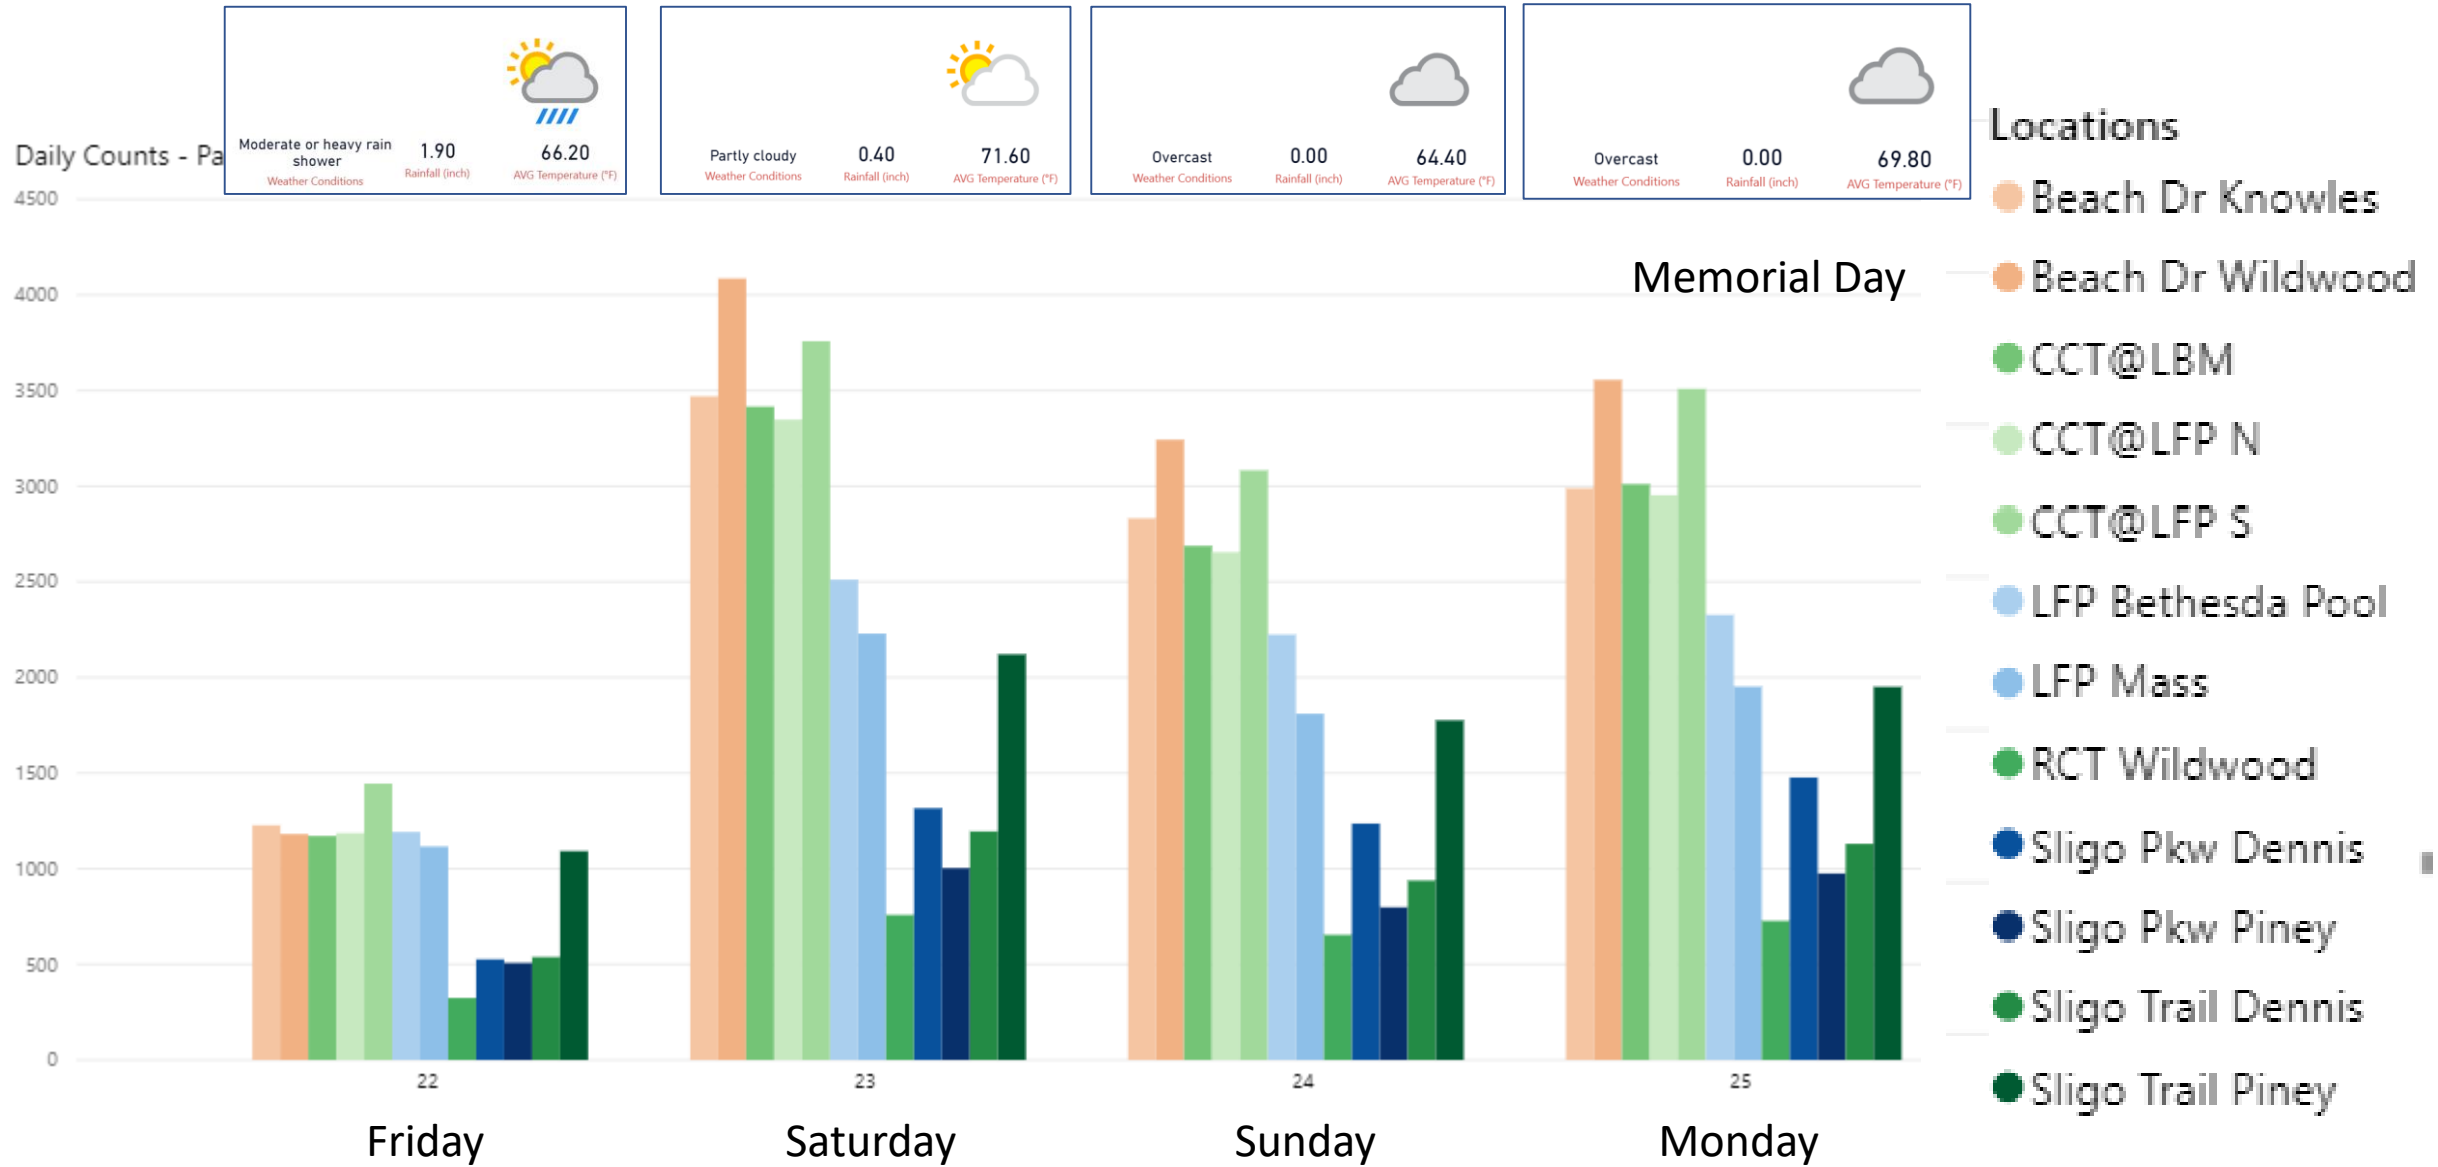 Moderate or heavy rain
shower
Weather Conditions
1.90
Rainfall (inch)
66.20
AVG Temperature (°F)
Partly cloudy
Weather Conditions
0.40
Rainfall (inch)
71.60
AVG Temperature (°F)
Overcast
Weather Conditions
0.00
Rainfall (inch)
64.40
AVG Temperature (°F)
Overcast
Weather Conditions
0.00
Rainfall (inch)
69.80
AVG Temperature (°F)
Daily Counts - Pa
4500
4000
3500
3000
2500
2000
1500
1000
500
0
Memorial Day
22
23
24
25
Friday
Saturday
Sunday
Monday
Locations
Beach Dr Knowles
Beach Dr Wildwood
CCT@LBM
CCT@LFP N
CCT@LFP S
LFP Bethesda Pool
LFP Mass
RCT Wildwood
Sligo Pkw Dennis
Sligo Pkw Piney
Sligo Trail Dennis
Sligo Trail Piney